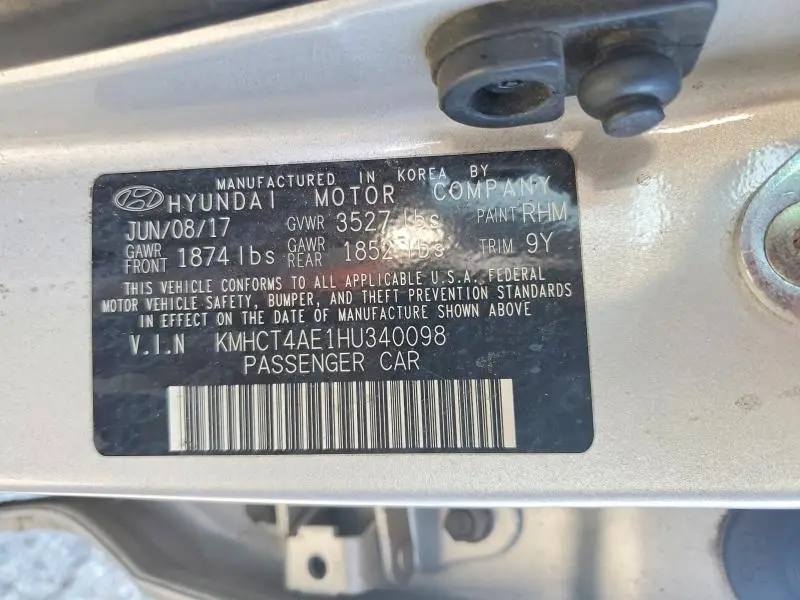 MANUFACTURED IN KOREA BY
HYUNDAI MOTOR COMPANY
JUN/08/17 GVWR 3527 lbs PAINT RHM
GAWR FRONT 1874 lbs GAWR REAR 1852 lbs TRIM 9Y
THIS VEHICLE CONFORMS TO ALL APPLICABLE U.S.A. FEDERAL
MOTOR VEHICLE SAFETY, BUMPER, AND THEFT PREVENTION STANDARDS
IN EFFECT ON THE DATE OF MANUFACTURE SHOWN ABOVE.
V.I.N KMHCT4AE1HU340098
PASSENGER CAR